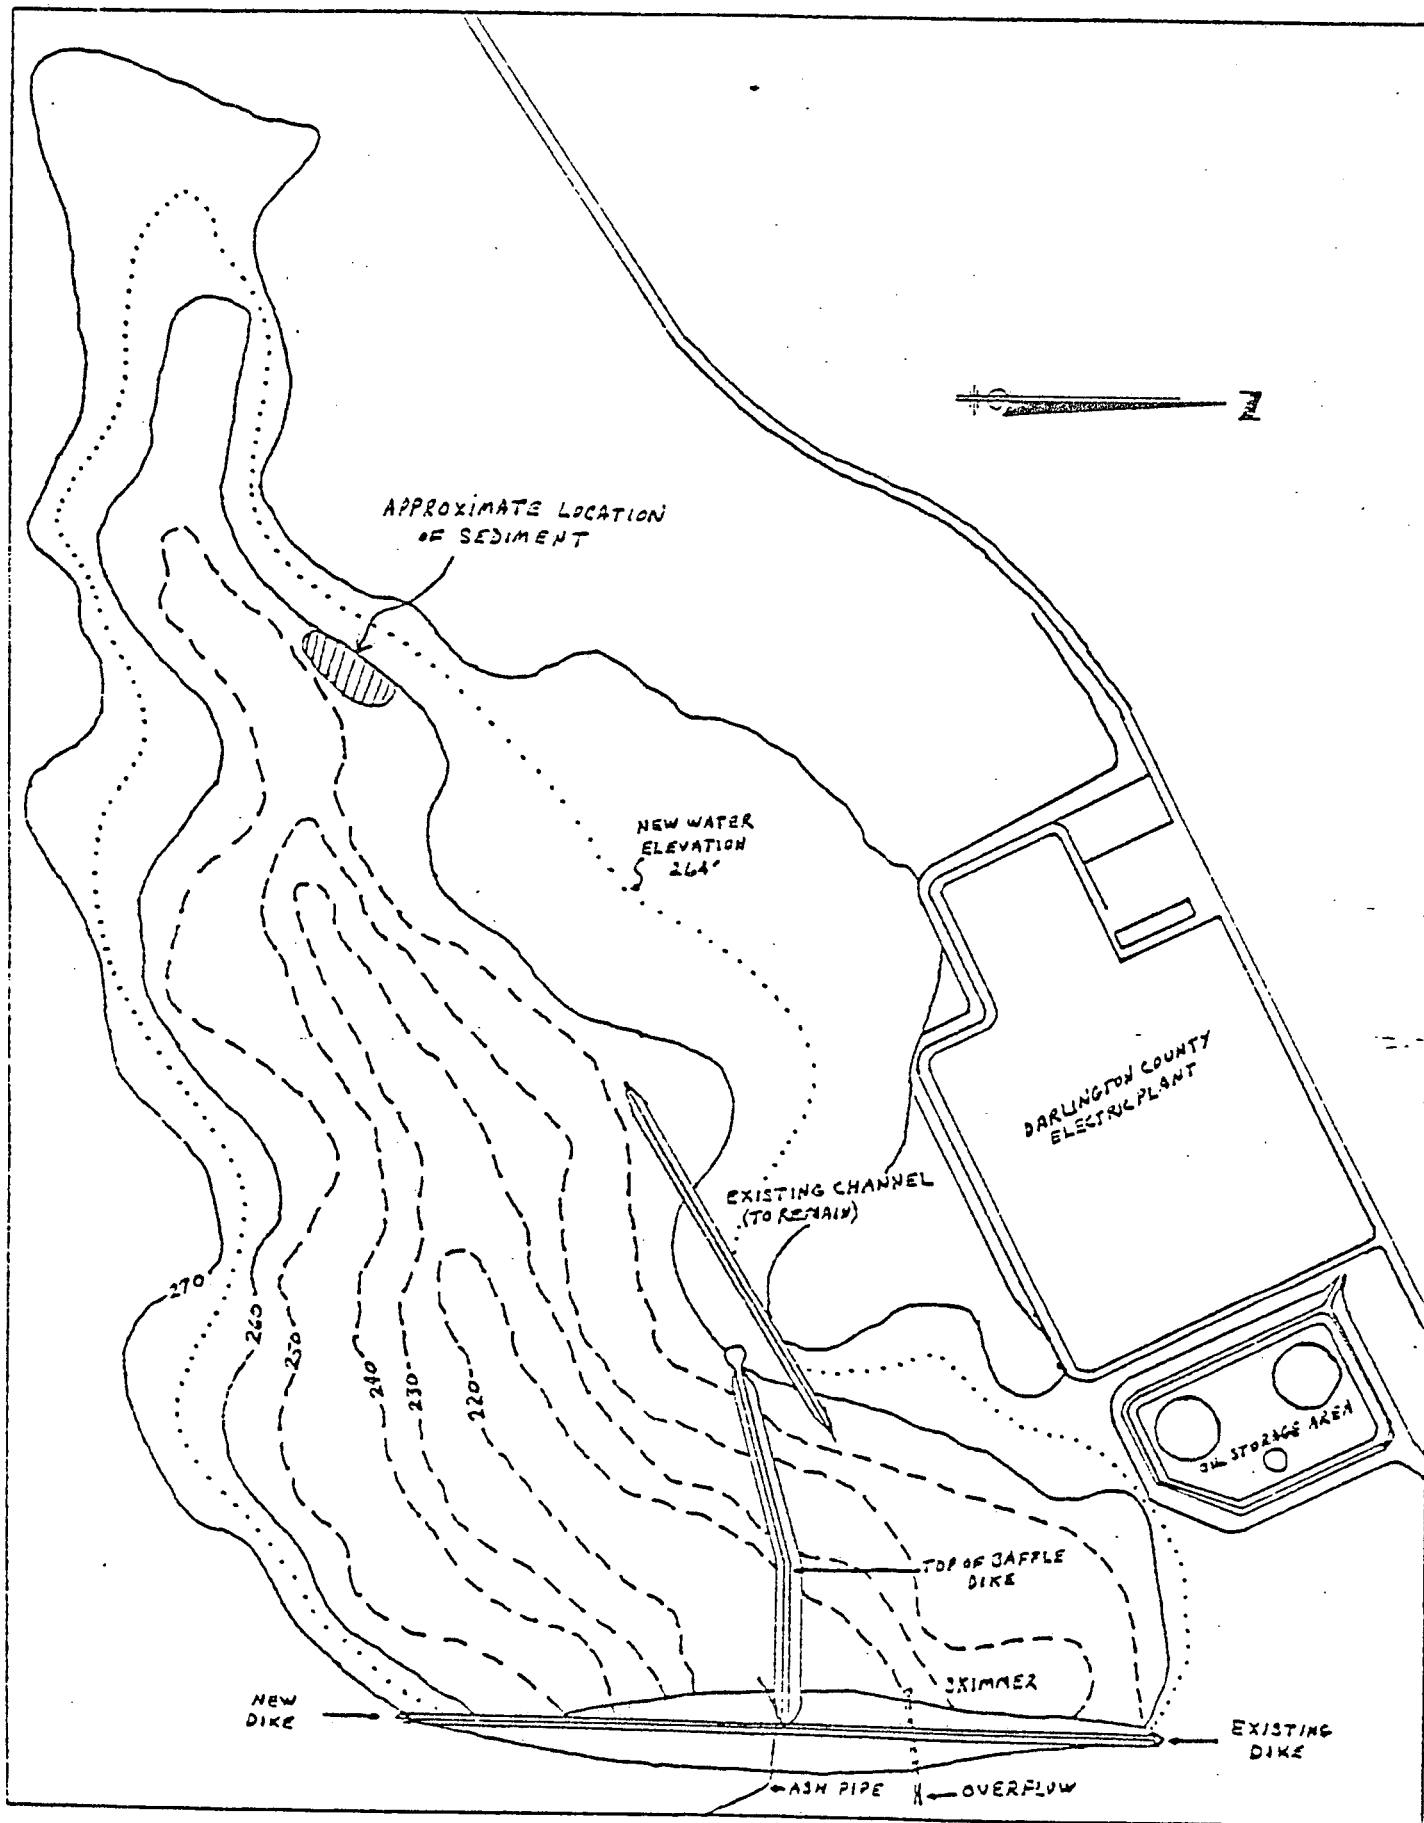 N
APPROXIMATE LOCATION
OF SEDIMENT
NEW WATER
ELEVATION
264'
DARLINGTON COUNTY
ELECTRIC PLANT
EXISTING CHANNEL
(TO REMAIN)
270
260
250
240
230
220
OIL STORAGE AREA
TOP OF BAFFLE
DIKE
SKIMMER
NEW
DIKE
EXISTING
DIKE
ASH PIPE
OVERFLOW